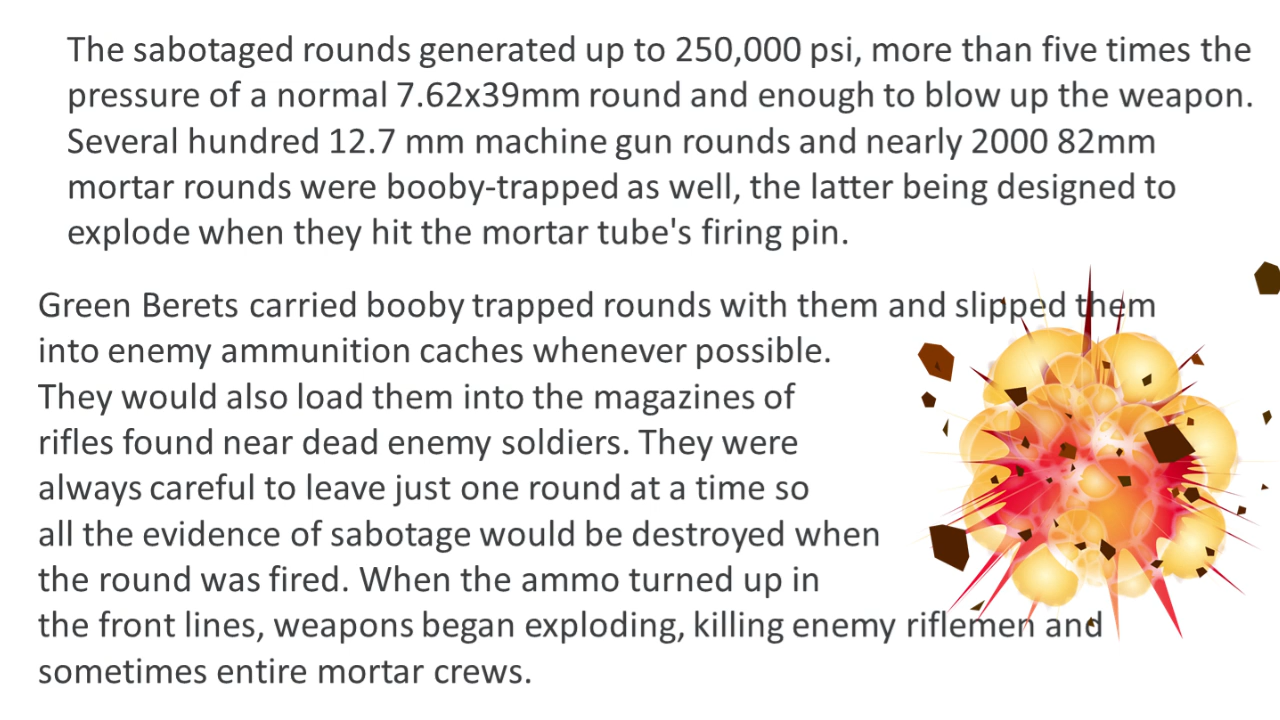 The sabotaged rounds generated up to 250,000 psi, more than five times the
pressure of a normal 7.62x39mm round and enough to blow up the weapon.
Several hundred 12.7 mm machine gun rounds and nearly 2000 82mm
mortar rounds were booby-trapped as well, the latter being designed to
explode when they hit the mortar tube's firing pin.
Green Berets carried booby trapped rounds with them and slipped them
into enemy ammunition caches whenever possible.
They would also load them into the magazines of
rifles found near dead enemy soldiers. They were
always careful to leave just one round at a time so
all the evidence of sabotage would be destroyed when
the round was fired. When the ammo turned up in
the front lines, weapons began exploding, killing enemy riflemen and
sometimes entire mortar crews.